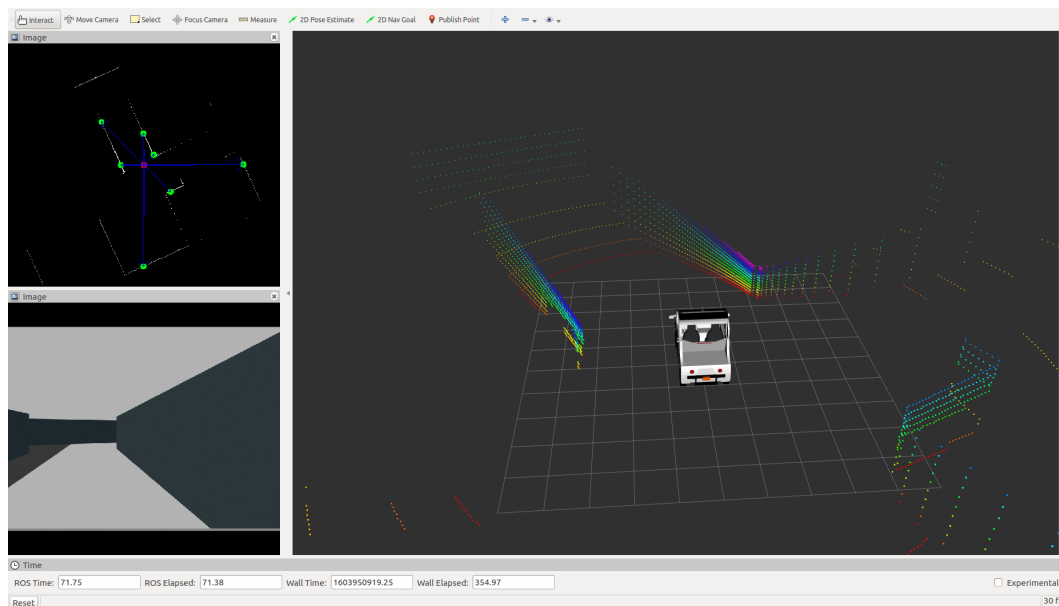 Interact Move Camera Select Focus Camera Measure 2D Pose Estimate 2D Nav Goal Publish Point
Image
Image
Time
ROS Time: 71.75 ROS Elapsed: 71.38 Wall Time: 1603950919.25 Wall Elapsed: 354.97 Experimental
Reset 30 f